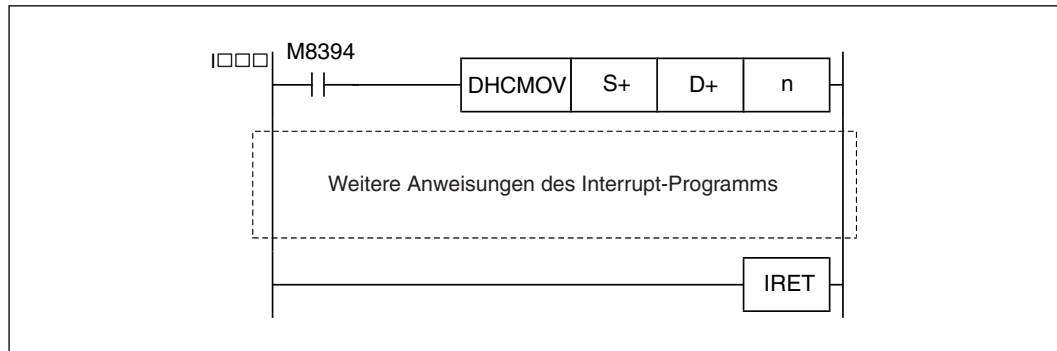 M8394
I□□□
DHCMOV S+ D+ n
Weitere Anweisungen des Interrupt-Programms
IRET